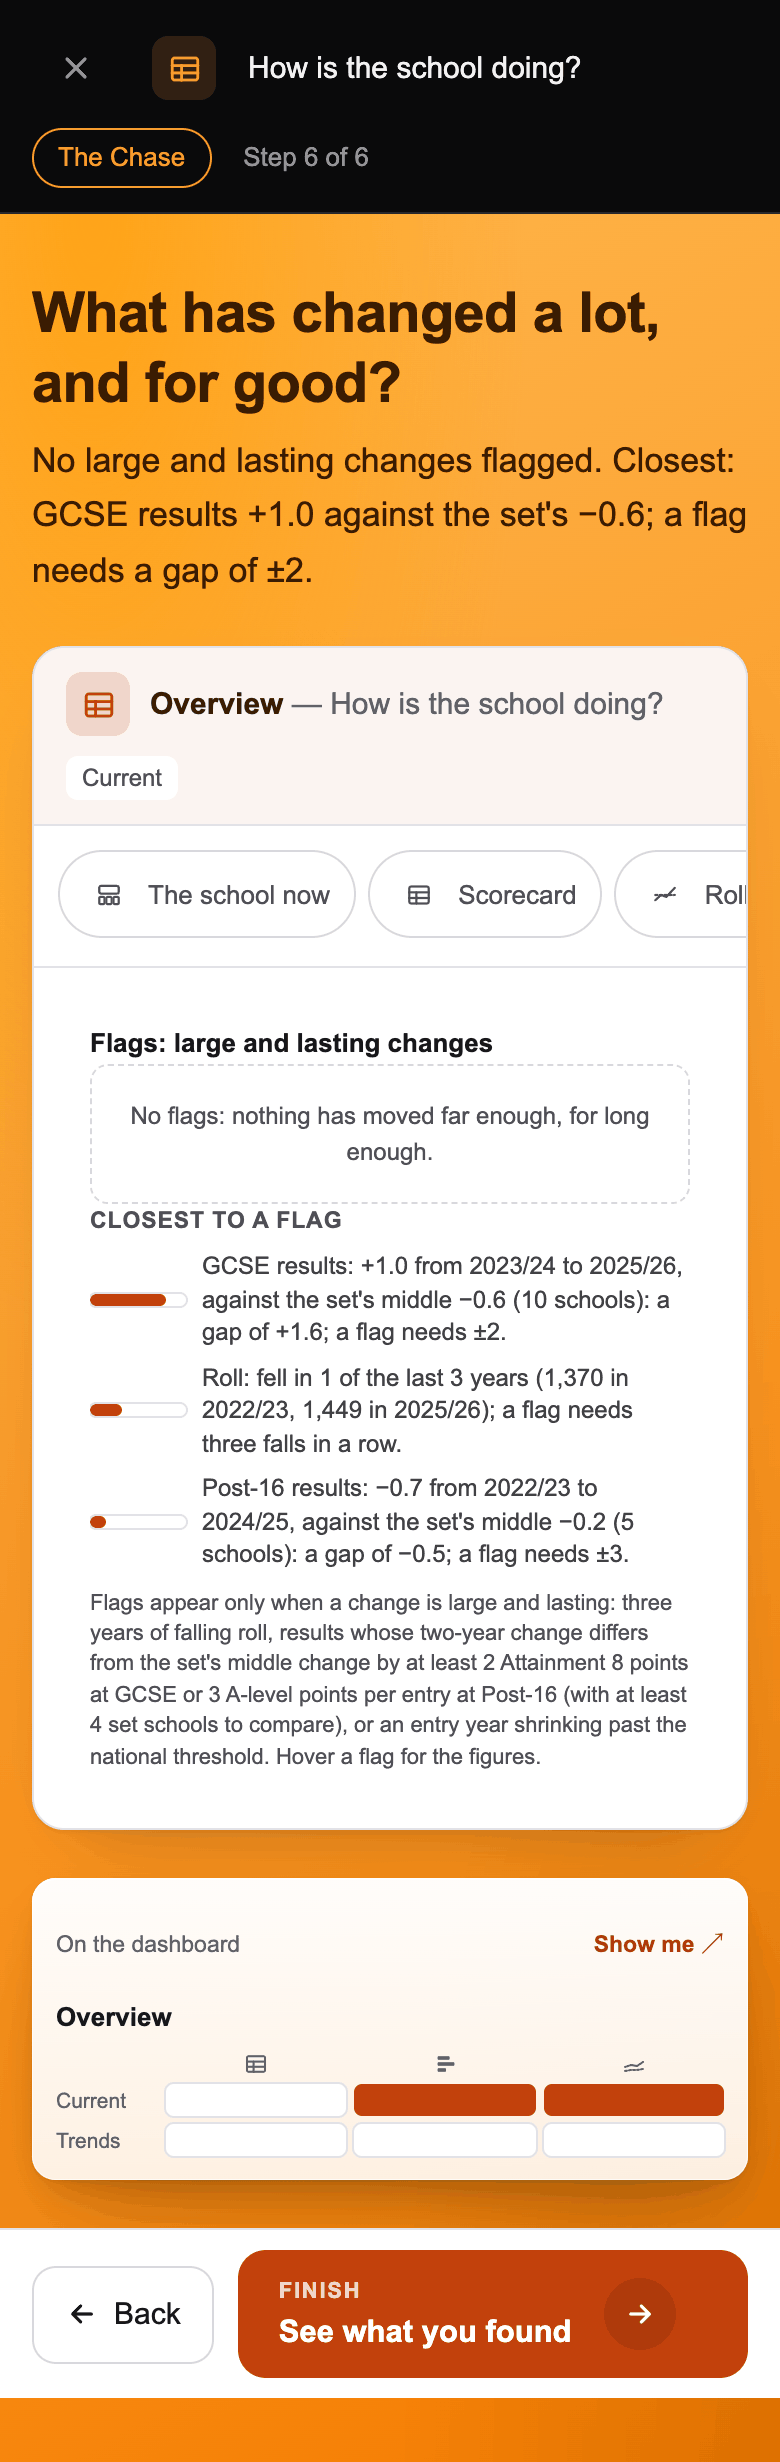 How is the school doing?
The Chase
Step 6 of 6
What has changed a lot,
and for good?
No large and lasting changes flagged. Closest:
GCSE results +1.0 against the set's −0.6; a flag
needs a gap of ±2.
Overview — How is the school doing?
Current
The school now
Scorecard
Roll
Flags: large and lasting changes
No flags: nothing has moved far enough, for long
enough.
CLOSEST TO A FLAG
GCSE results: +1.0 from 2023/24 to 2025/26,
against the set's middle −0.6 (10 schools): a
gap of +1.6; a flag needs ±2.
Roll: fell in 1 of the last 3 years (1,370 in
2022/23, 1,449 in 2025/26); a flag needs
three falls in a row.
Post-16 results: −0.7 from 2022/23 to
2024/25, against the set's middle −0.2 (5
schools): a gap of −0.5; a flag needs ±3.
Flags appear only when a change is large and lasting: three
years of falling roll, results whose two-year change differs
from the set's middle change by at least 2 Attainment 8 points
at GCSE or 3 A-level points per entry at Post-16 (with at least
4 set schools to compare), or an entry year shrinking past the
national threshold. Hover a flag for the figures.
On the dashboard
Show me
Overview
Current
Trends
Back
FINISH
See what you found